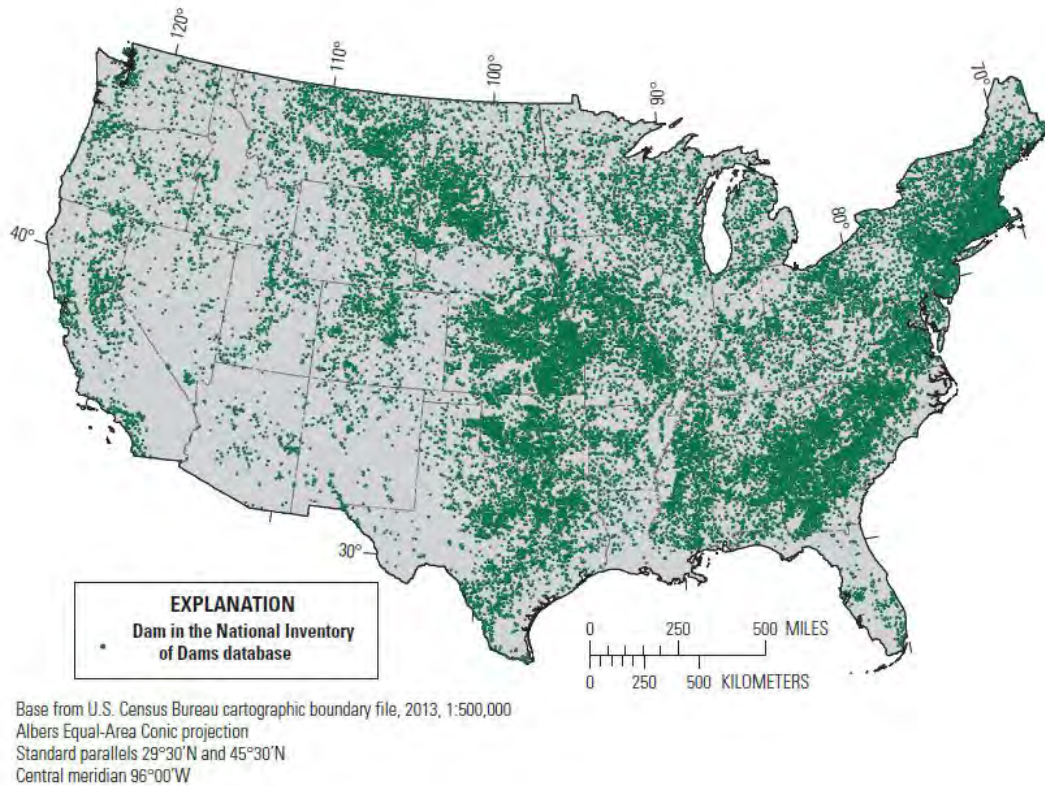 120°
110°
100°
90°
70°
80°
40°
30°
EXPLANATION
Dam in the National Inventory
of Dams database
0 250 500 MILES
0 250 500 KILOMETERS
Base from U.S. Census Bureau cartographic boundary file, 2013, 1:500,000
Albers Equal-Area Conic projection
Standard parallels 29°30'N and 45°30'N
Central meridian 96°00'W